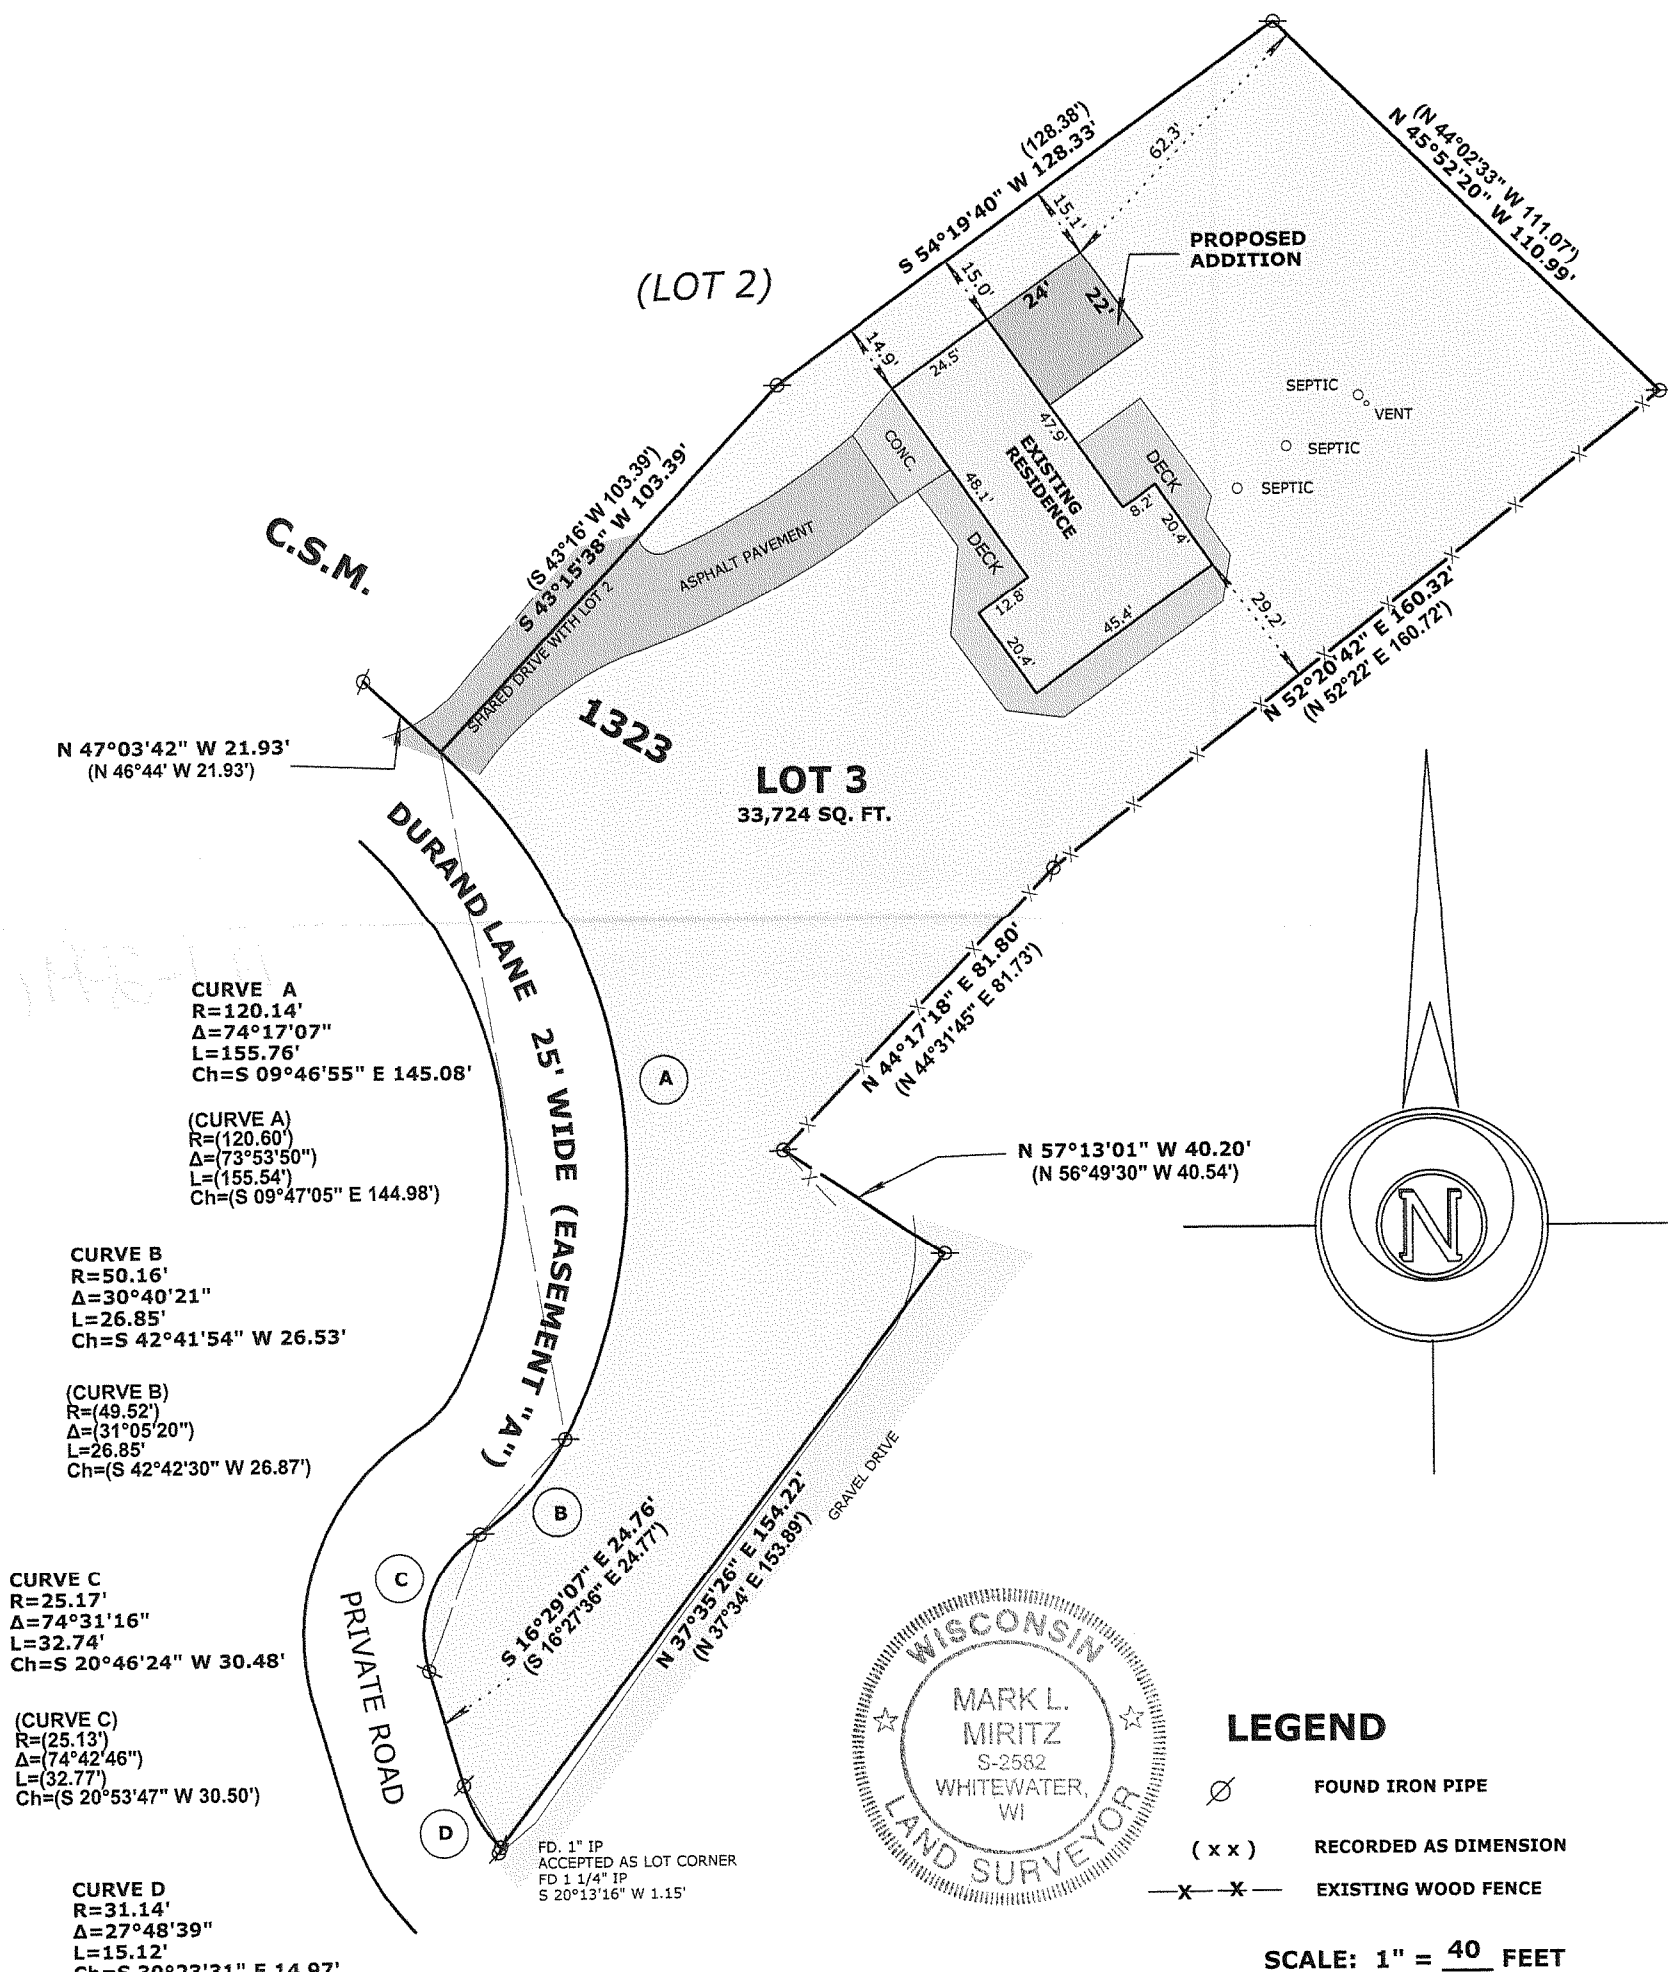 (128.38')
S 54°19'40" W 128.33'
62.3'
15.1'
(N 44°02'33" W 111.07')
N 45°52'20" W 110.99'
PROPOSED
ADDITION
(LOT 2)
15.0'
24'
22'
14.9'
24.5'
SEPTIC
VENT
SEPTIC
SEPTIC
CONC.
47.9'
EXISTING
RESIDENCE
DECK
8.2'
20.4'
48.1'
DECK
12.8'
20.4'
45.4'
29.2'
(S 43°16' W 103.39')
S 43°15'38" W 103.39'
ASPHALT PAVEMENT
SHARED DRIVE WITH LOT 2
C.S.M.
1323
N 52°20'42" E 160.32'
(N 52°22' E 160.72')
N 47°03'42" W 21.93'
(N 46°44' W 21.93')
LOT 3
33,724 SQ. FT.
DURAND LANE 25' WIDE (EASEMENT "A")
N 44°17'18" E 81.80'
(N 44°31'45" E 81.73')
CURVE A
R=120.14'
Δ=74°17'07"
L=155.76'
Ch=S 09°46'55" E 145.08'
(CURVE A)
R=(120.60')
Δ=(73°53'50")
L=(155.54')
Ch=(S 09°47'05" E 144.98')
A
N 57°13'01" W 40.20'
(N 56°49'30" W 40.54')
N
CURVE B
R=50.16'
Δ=30°40'21"
L=26.85'
Ch=S 42°41'54" W 26.53'
(CURVE B)
R=(49.52')
Δ=(31°05'20")
L=26.85'
Ch=(S 42°42'30" W 26.87')
B
C
GRAVEL DRIVE
S 16°29'07" E 24.76'
(S 16°27'36" E 24.77')
N 37°35'26" E 154.22'
(N 37°34' E 153.89')
CURVE C
R=25.17'
Δ=74°31'16"
L=32.74'
Ch=S 20°46'24" W 30.48'
(CURVE C)
R=(25.13')
Δ=(74°42'46")
L=(32.77')
Ch=(S 20°53'47" W 30.50')
PRIVATE ROAD
D
FD. 1" IP
ACCEPTED AS LOT CORNER
FD 1 1/4" IP
S 20°13'16" W 1.15'
CURVE D
R=31.14'
Δ=27°48'39"
L=15.12'
Ch=S 30°23'31" E 14.97'
WISCONSIN
MARK L.
MIRITZ
S-2582
WHITEWATER,
WI
LAND SURVEYOR
LEGEND
FOUND IRON PIPE
( x x ) RECORDED AS DIMENSION
EXISTING WOOD FENCE
SCALE: 1" = 40 FEET